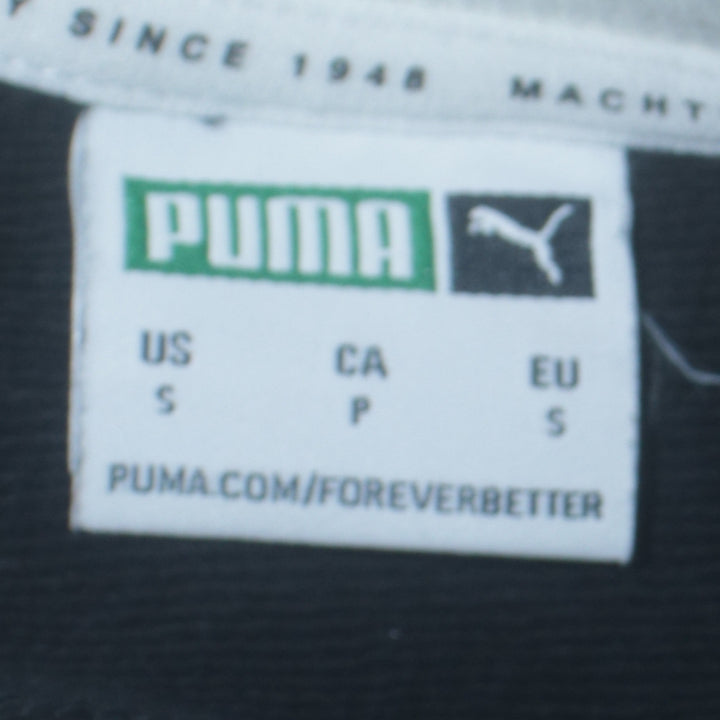 Y SINCE 1948 MACHT
PUMA
US CA EU
S P S
PUMA.COM/FOREVERBETTER